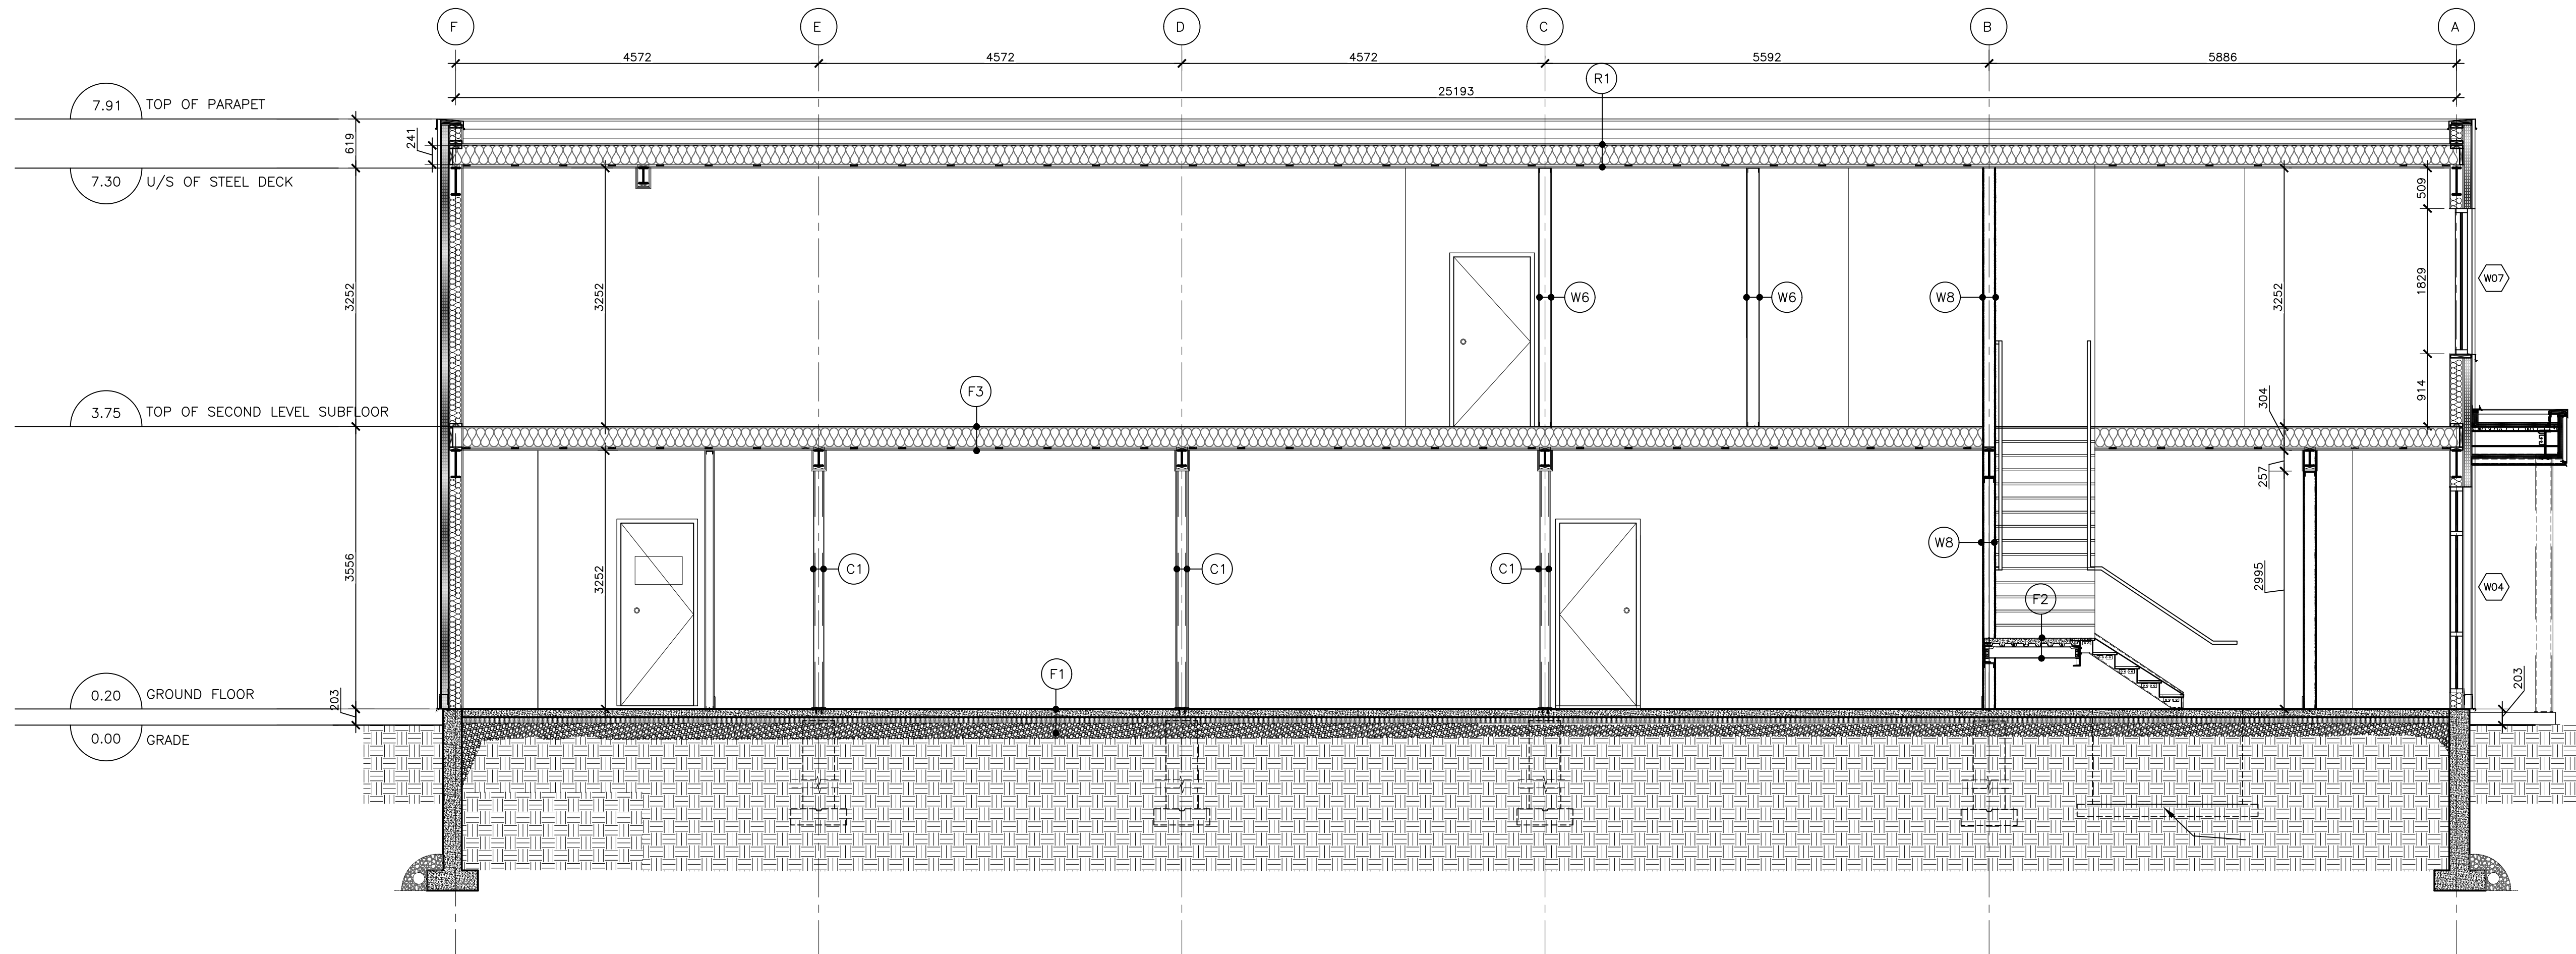 F E D C B A
4572 4572 4572 5592 5886
R1
25193
7.91 TOP OF PARAPET
619
241
7.30 U/S OF STEEL DECK
509
3252 3252 W6 W6 W8 3252 1829 W07
F3
304 914
3.75 TOP OF SECOND LEVEL SUBFLOOR
257
3556 3252 C1 C1 C1 W8 2995 W04
F2
F1
0.20 GROUND FLOOR
203 203
0.00 GRADE